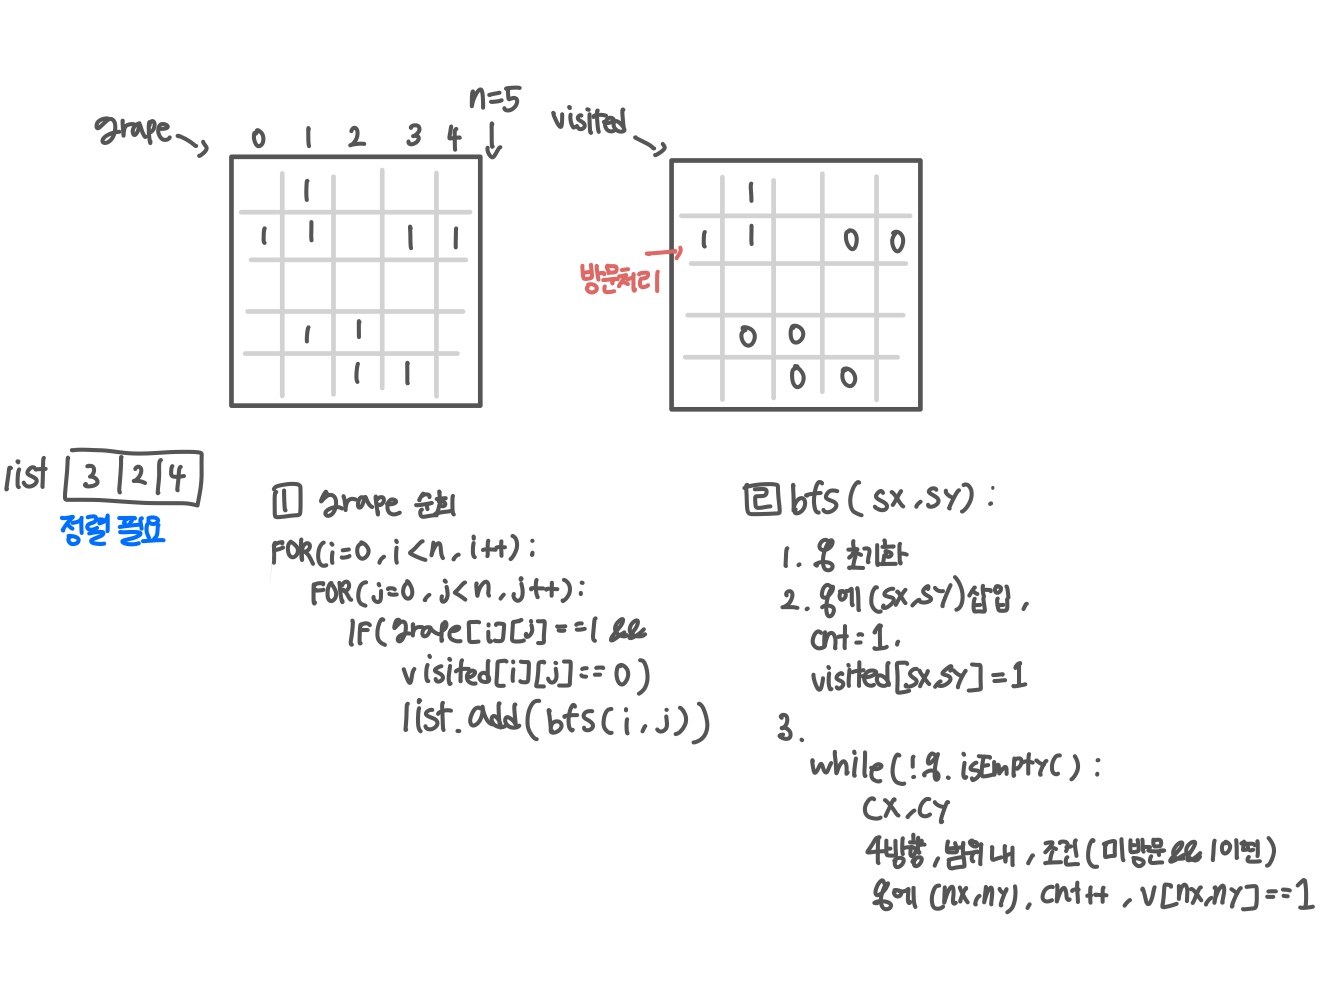 n=5
grape
0 1 2 3 4
visited
1
1 1 1 1
1 1
1 1
1
1 1 0 0
방문처리
0 0
0 0
list 3 2 4
정렬 필요
1 grape 순회
FOR(i=0, i<n, i++):
FOR(j=0, j<n, j++):
IF(grape[i][j]==1 &&
visited[i][j]==0)
list.add(bfs(i,j))
2 bfs(sx,sy):
1. 용 초기화
2. 용에(sx,sy)삽입,
cnt=1.
visited[sx,sy]=1
3.
while(!q.isEmpty():
cx,cy
4방향, 범위 내, 조건(미방문&&1이면)
용에 (nx,ny), cnt++, v[nx,ny]==1